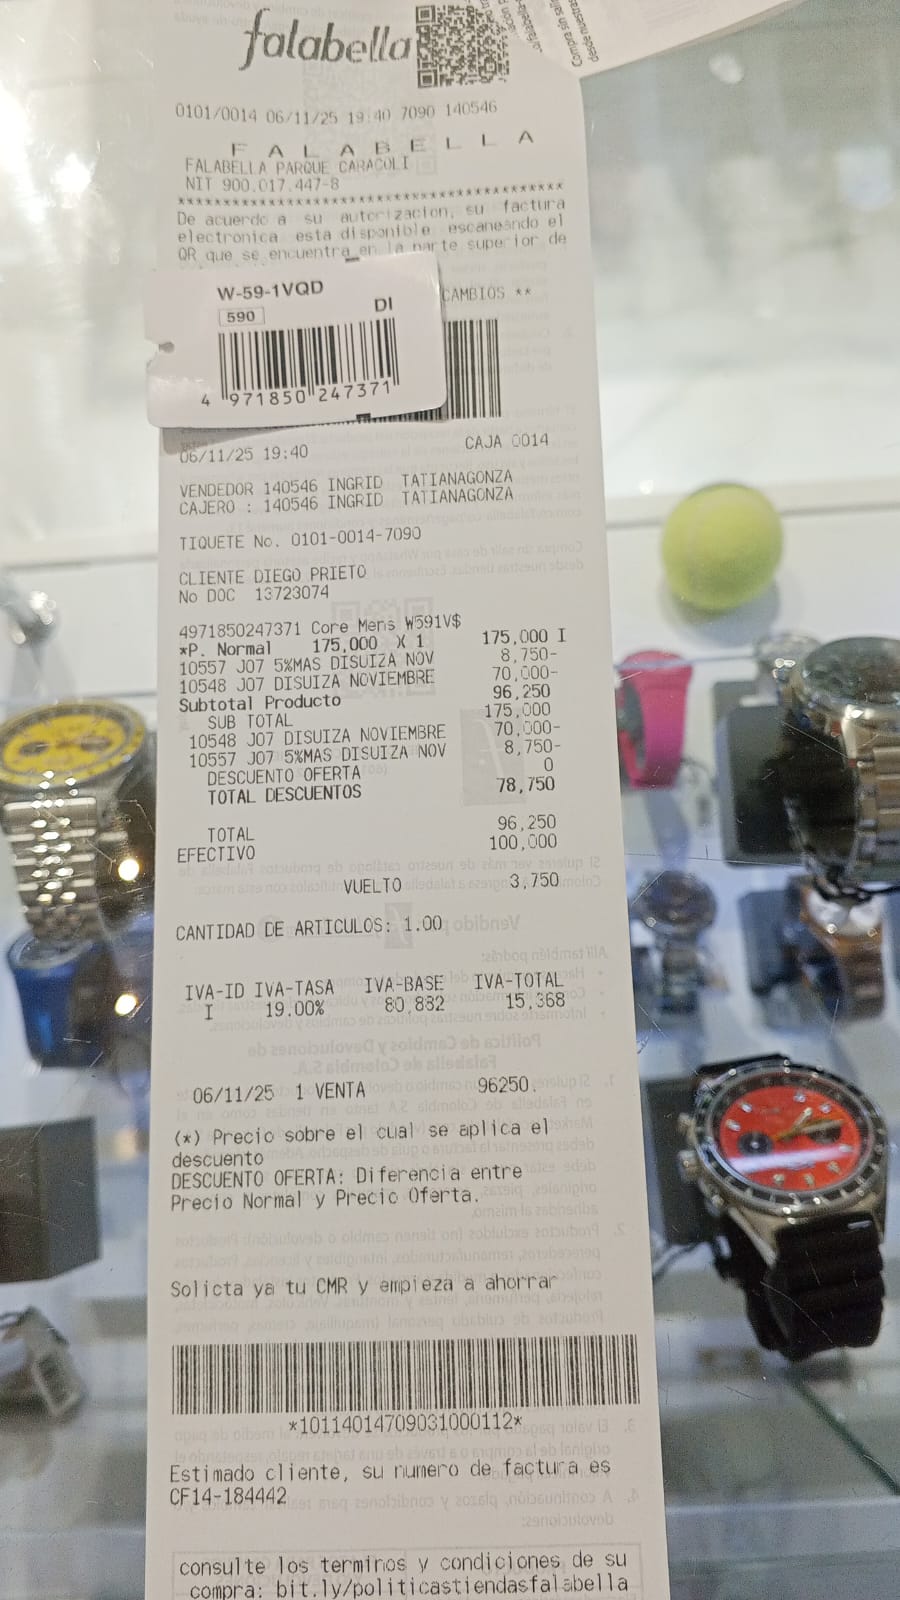 falabella
0101/0014 06/11/25 19:40 7090 140546
F A L A B E L L A
FALABELLA PARQUE CARACOLI
NIT 900.017.447-8
******************************************
De acuerdo a su autorizacion, su factura
electronica esta disponible escaneando el
QR que se encuentra en la parte superior de
CAMBIOS **
W-59-1VQD
590
DI
4 971850 247371
06/11/25 19:40 CAJA 0014
VENDEDOR 140546 INGRID TATIANAGONZA
CAJERO : 140546 INGRID TATIANAGONZA
TIQUETE No. 0101-0014-7090
CLIENTE DIEGO PRIETO
No DOC 13723074
4971850247371 Core Mens W591V$
*P. Normal 175,000 X 1 175,000 I
10557 J07 5%MAS DISUIZA NOV 8,750-
10548 J07 DISUIZA NOVIEMBRE 70,000-
Subtotal Producto 96,250
SUB TOTAL 175,000
10548 J07 DISUIZA NOVIEMBRE 70,000-
10557 J07 5%MAS DISUIZA NOV 8,750-
DESCUENTO OFERTA 0
TOTAL DESCUENTOS 78,750
TOTAL 96,250
EFECTIVO 100,000
VUELTO 3,750
CANTIDAD DE ARTICULOS: 1.00
IVA-ID IVA-TASA IVA-BASE IVA-TOTAL
I 19.00% 80,882 15,368
06/11/25 1 VENTA 96250.
(*) Precio sobre el cual se aplica el
descuento
DESCUENTO OFERTA: Diferencia entre
Precio Normal y Precio Oferta.
Solicta ya tu CMR y empieza a ahorrar
*10114014709031000112*
Estimado cliente, su numero de factura es
CF14-184442
consulte los terminos y condiciones de su
compra: bit.ly/politicastiendasfalabella